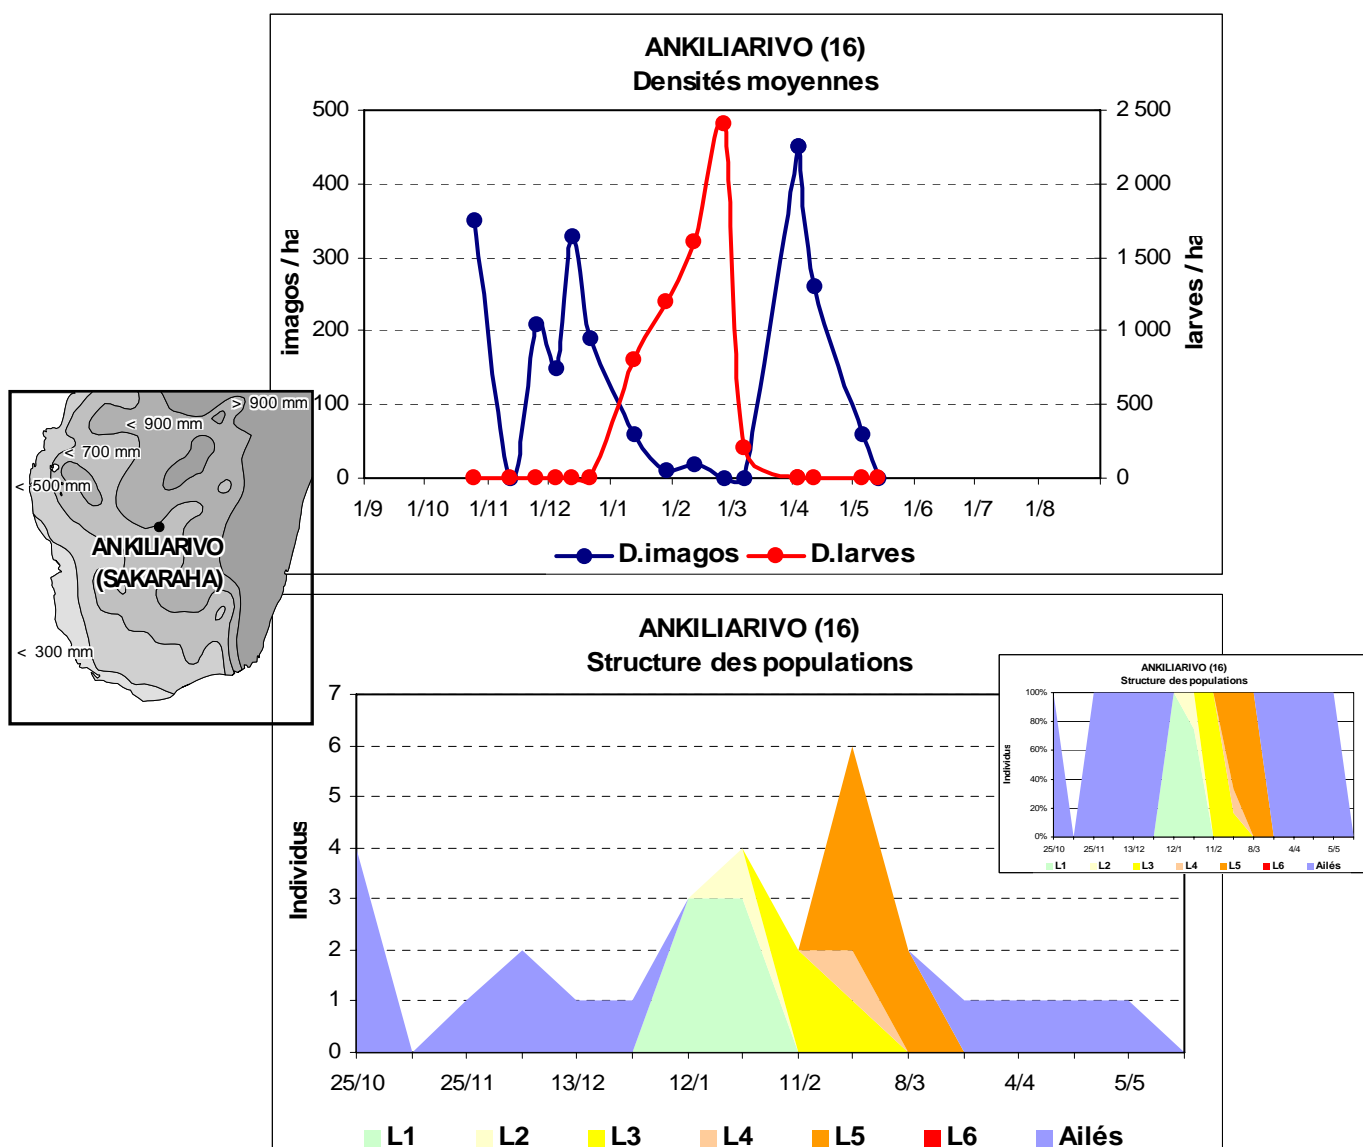 ANKILIARIVO (16)
Densités moyennes
imagos / ha
larves / ha
500 400 300 200 100 0
2 500 2 000 1 500 1 000 500 0
1/9 1/10 1/11 1/12 1/1 1/2 1/3 1/4 1/5 1/6 1/7 1/8
D.imagos D.larves
> 900 mm
< 900 mm
< 700 mm
< 500 mm
ANKILIARIVO
(SAKARAHA)
< 300 mm
ANKILIARIVO (16)
Structure des populations
Individus
7 6 5 4 3 2 1 0
25/10 25/11 13/12 12/1 11/2 8/3 4/4 5/5
L1 L2 L3 L4 L5 L6 Ailés
ANKILIARIVO (16)
Structure des populations
Individus
100% 80% 60% 40% 20% 0%
25/10 25/11 13/12 12/1 11/2 8/3 4/4 5/5
L1 L2 L3 L4 L5 L6 Ailés